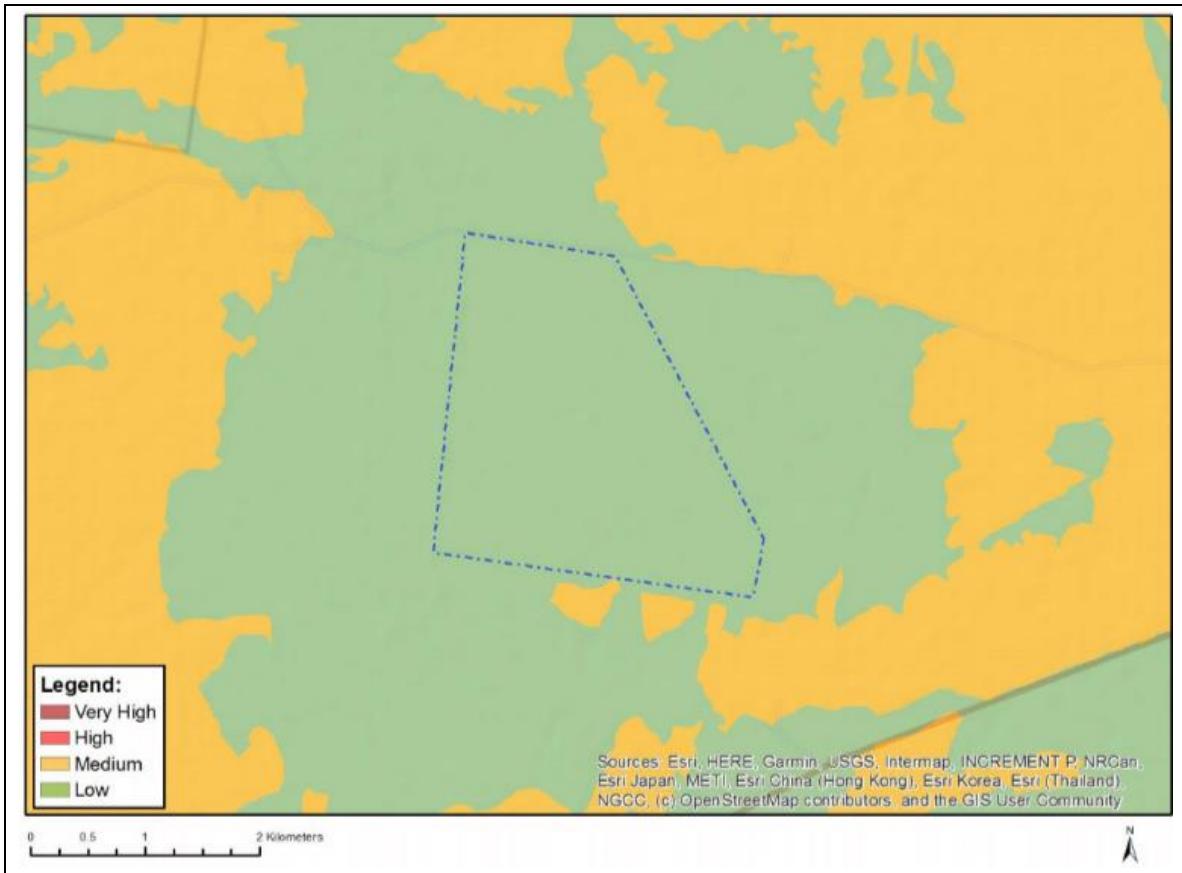 Legend:
Very High
High
Medium
Low
Sources: Esri, HERE, Garmin, USGS, Intermap, INCREMENT P, NRCan,
Esri Japan, METI, Esri China (Hong Kong), Esri Korea, Esri (Thailand),
NGCC, (c) OpenStreetMap contributors, and the GIS User Community
0 0.5 1 2 Kilometers
N